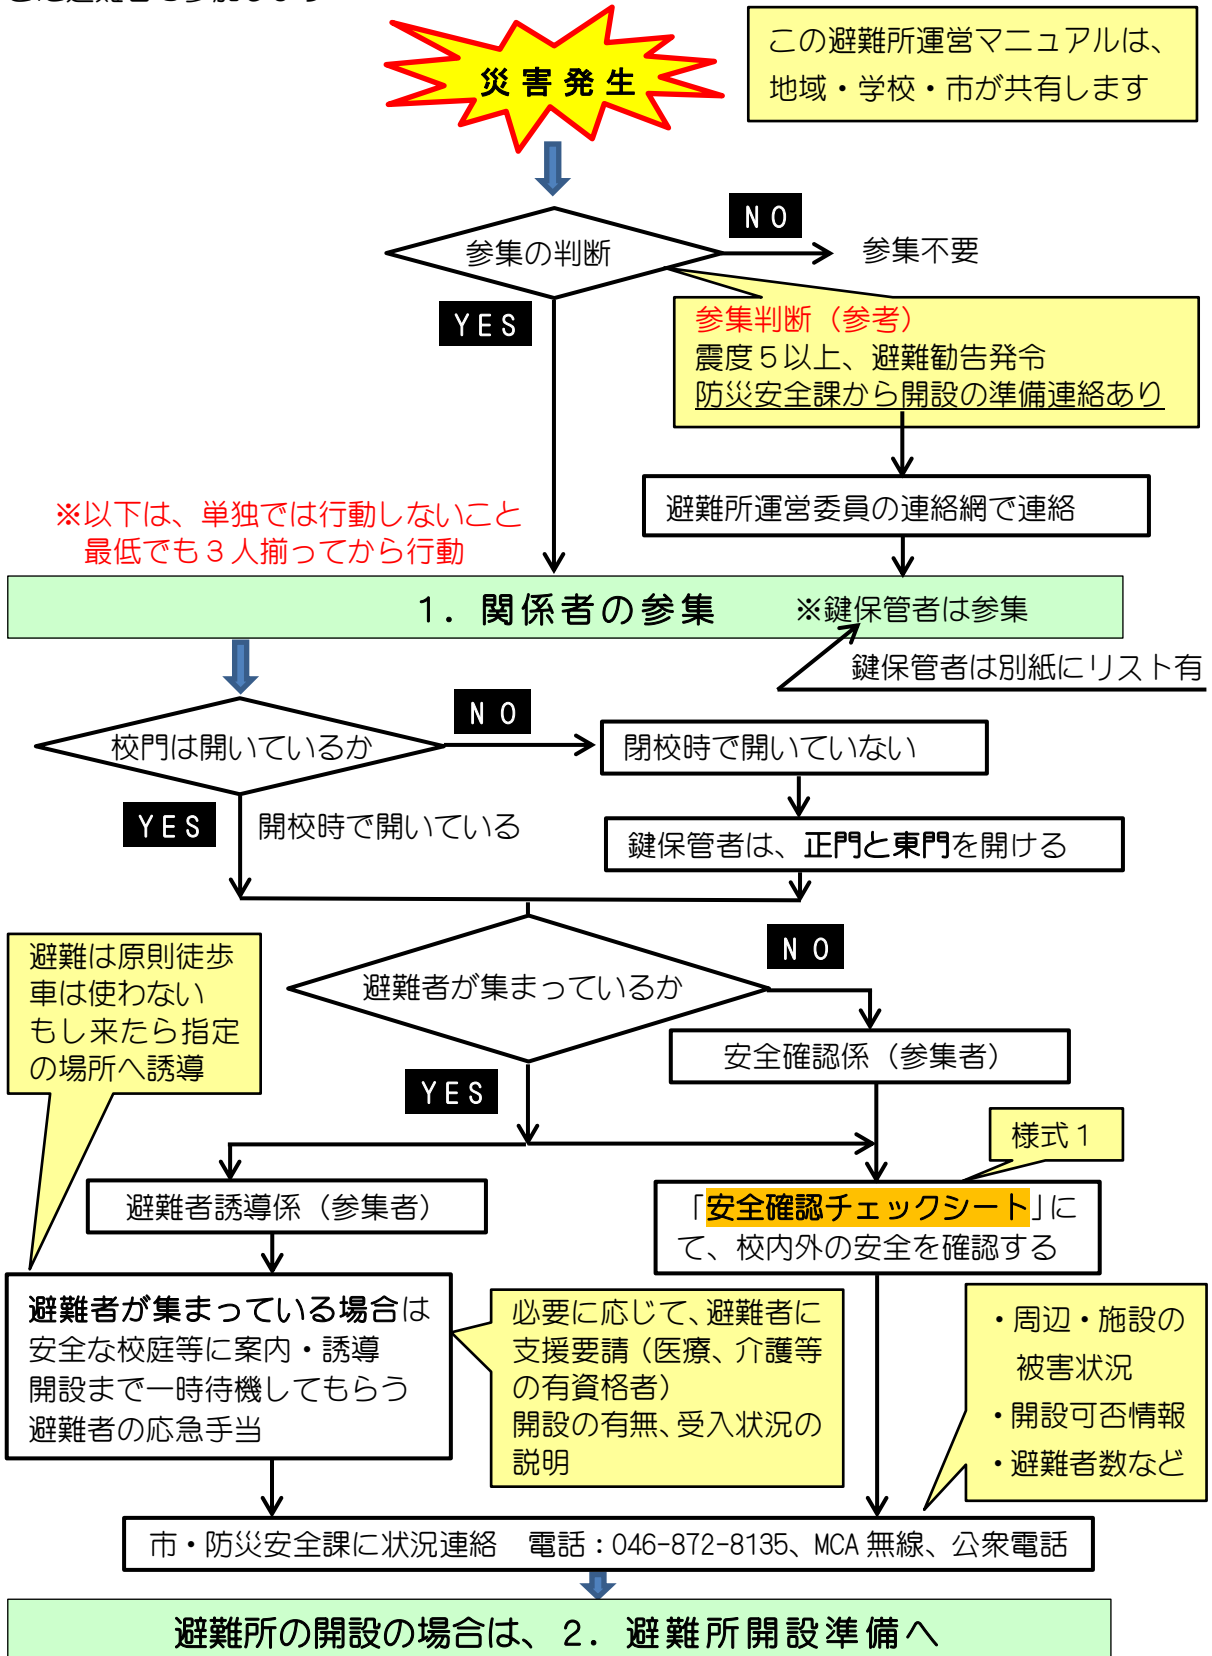 この避難所運営マニュアルは、
地域・学校・市が共有します
災害発生
参集の判断
NO
参集不要
YES
参集判断（参考）
震度５以上、避難勧告発令
防災安全課から開設の準備連絡あり
避難所運営委員の連絡網で連絡
※以下は、単独では行動しないこと
最低でも３人揃ってから行動
１．関係者の参集　※鍵保管者は参集
鍵保管者は別紙にリスト有
校門は開いているか
NO
閉校時で開いていない
YES
開校時で開いている
鍵保管者は、正門と東門を開ける
避難は原則徒歩
車は使わない
もし来たら指定
の場所へ誘導
避難者が集まっているか
NO
安全確認係（参集者）
YES
様式１
避難者誘導係（参集者）
「安全確認チェックシート」に
て、校内外の安全を確認する
避難者が集まっている場合は
安全な校庭等に案内・誘導
開設まで一時待機してもらう
避難者の応急手当
必要に応じて、避難者に
支援要請（医療、介護等
の有資格者）
開設の有無、受入状況の
説明
・周辺・施設の
被害状況
・開設可否情報
・避難者数など
市・防災安全課に状況連絡　電話：046-872-8135、MCA 無線、公衆電話
避難所の開設の場合は、２．避難所開設準備へ